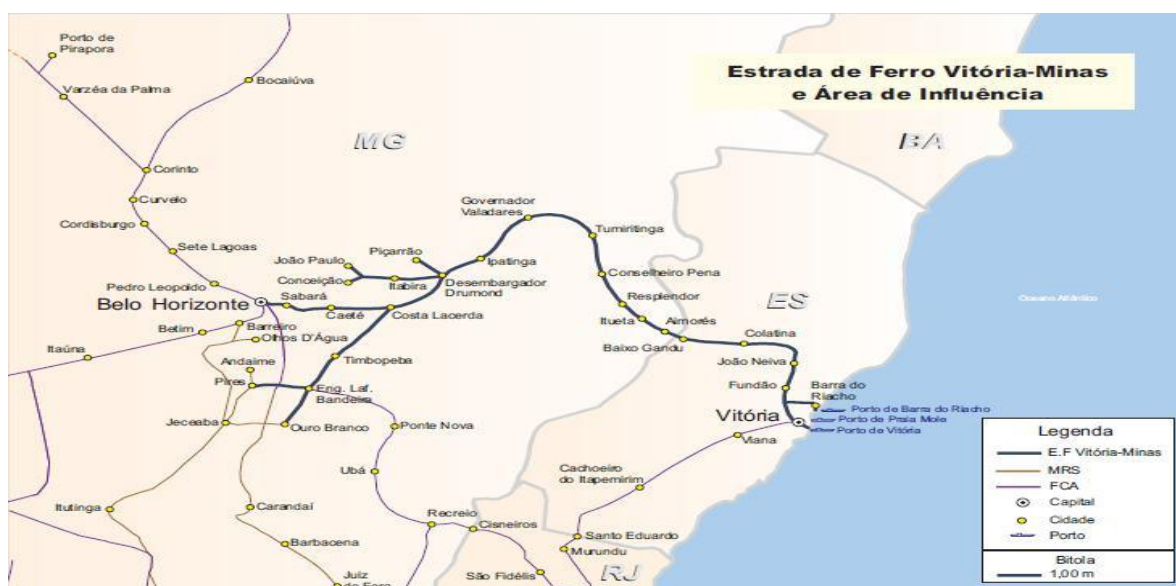 Estrada de Ferro Vitória-Minas
e Área de Influência
Porto de
Pirapora
Varzéa da Palma
Bocaiúva
MG
BA
Corinto
Curvelo
Cordisburgo
Sete Lagoas
Pedro Leopoldo
Governador
Valadares
Tumiritinga
Piçarrão
João Paulo
Ipatinga
Conceição
Itabira
Desembargador
Drumond
Conselheiro Pena
Belo Horizonte
Sabará
Caeté
Costa Lacerda
Resplendor
ES
Oceano Atlântico
Itueta
Aimorés
Colatina
Betim
Barreiro
Olhos D'Água
Baixo Gandu
Itaúna
Andaime
Timbopeba
João Neiva
Pires
Eng. Laf.
Bandeira
Fundão
Barra do
Riacho
Porto de Barra do Riacho
Vitória
Porto de Praia Mole
Porto de Vitória
Jeceaba
Ouro Branco
Ponte Nova
Viana
Ubá
Cachoeiro
do Itapemirim
Itutinga
Carandaí
Recreio
Cisneiros
Santo Eduardo
Barbacena
Murundu
Juiz
de Fora
São Fidélis
RJ
Legenda
E.F Vitória-Minas
MRS
FCA
Capital
Cidade
Porto
Bitola
1,00 m